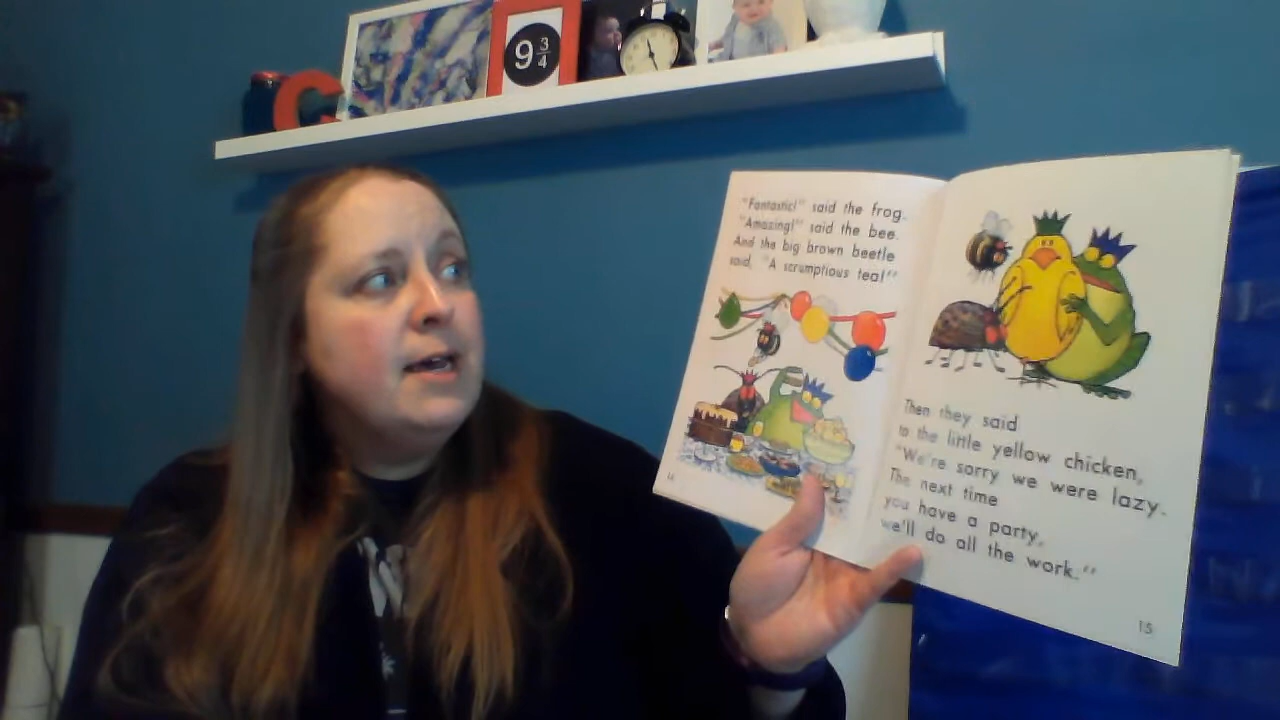 C
9 3/4
"Fantastic!" said the frog.
"Amazing!" said the bee.
And the big brown beetle
said, "A scrumptious tea!"
14
Then they said
to the little yellow chicken,
"We're sorry we were lazy.
The next time
you have a party,
we'll do all the work."
15